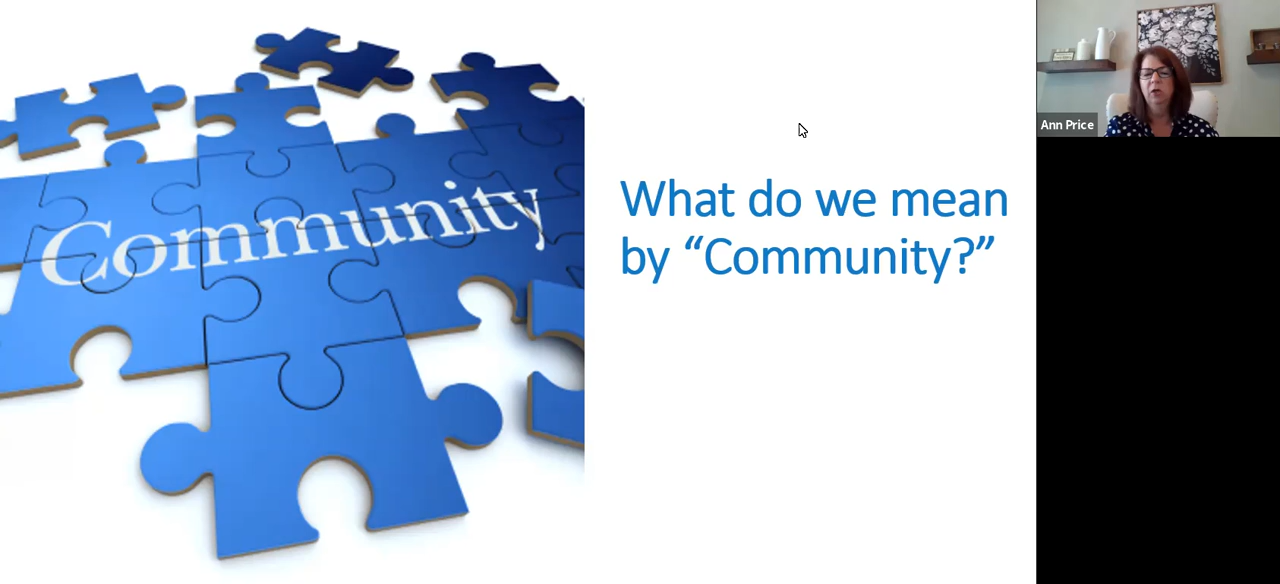 Community
What do we mean
by “Community?”
Ann Price